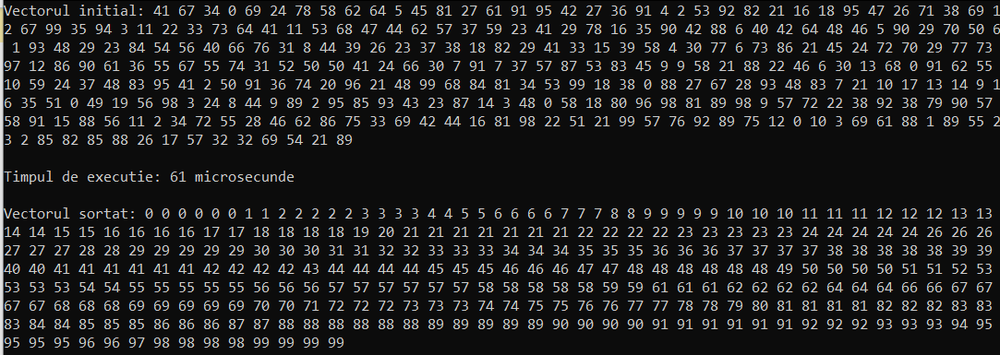 Vectorul initial: 41 67 34 0 69 24 78 58 62 64 5 45 81 27 61 91 95 42 27 36 91 4 2 53 92 82 21 16 18 95 47 26 71 38 69 1
2 67 99 35 94 3 11 22 33 73 64 41 11 53 68 47 44 62 57 37 59 23 41 29 78 16 35 90 42 88 6 40 42 64 48 46 5 90 29 70 50 6
1 93 48 29 23 84 54 56 40 66 76 31 8 44 39 26 23 37 38 18 82 29 41 33 15 39 58 4 30 77 6 73 86 21 45 24 72 70 29 77 73
97 12 86 90 61 36 55 67 55 74 31 52 50 50 41 24 66 30 7 91 7 37 57 87 53 83 45 9 9 58 21 88 22 46 6 30 13 68 0 91 62 55
10 59 24 37 48 83 95 41 2 50 91 36 74 20 96 21 48 99 68 84 81 34 53 99 18 38 0 88 27 67 28 93 48 83 7 21 10 17 13 14 9 1
6 35 51 0 49 19 56 98 3 24 8 44 9 89 2 95 85 93 43 23 87 14 3 48 0 58 18 80 96 98 81 89 98 9 57 72 22 38 92 38 79 90 57
58 91 15 88 56 11 2 34 72 55 28 46 62 86 75 33 69 42 44 16 81 98 22 51 21 99 57 76 92 89 75 12 0 10 3 69 61 88 1 89 55 2
3 2 85 82 85 88 26 17 57 32 32 69 54 21 89
Timpul de executie: 61 microsecunde
Vectorul sortat: 0 0 0 0 0 0 1 1 2 2 2 2 2 3 3 3 3 4 4 5 5 6 6 6 6 7 7 7 8 8 9 9 9 9 9 10 10 10 11 11 11 12 12 12 13 13
14 14 15 15 16 16 16 16 17 17 18 18 18 18 19 20 21 21 21 21 21 21 21 22 22 22 22 23 23 23 23 23 24 24 24 24 24 26 26 26
27 27 27 28 28 29 29 29 29 29 30 30 30 31 31 32 32 33 33 33 34 34 34 35 35 35 36 36 36 37 37 37 37 38 38 38 38 38 39 39
40 40 41 41 41 41 41 41 42 42 42 42 43 44 44 44 44 45 45 45 46 46 46 47 47 48 48 48 48 48 48 49 50 50 50 50 51 51 52 53
53 53 53 54 54 55 55 55 55 55 56 56 56 57 57 57 57 57 57 58 58 58 58 58 59 59 61 61 61 62 62 62 62 64 64 64 66 66 67 67
67 67 68 68 68 69 69 69 69 69 70 70 71 72 72 72 73 73 73 74 74 75 75 76 76 77 77 78 78 79 80 81 81 81 81 82 82 82 83 83
83 84 84 85 85 85 86 86 86 87 87 88 88 88 88 88 88 89 89 89 89 89 90 90 90 90 91 91 91 91 91 91 92 92 92 93 93 93 94 95
95 95 95 96 96 97 98 98 98 98 99 99 99 99